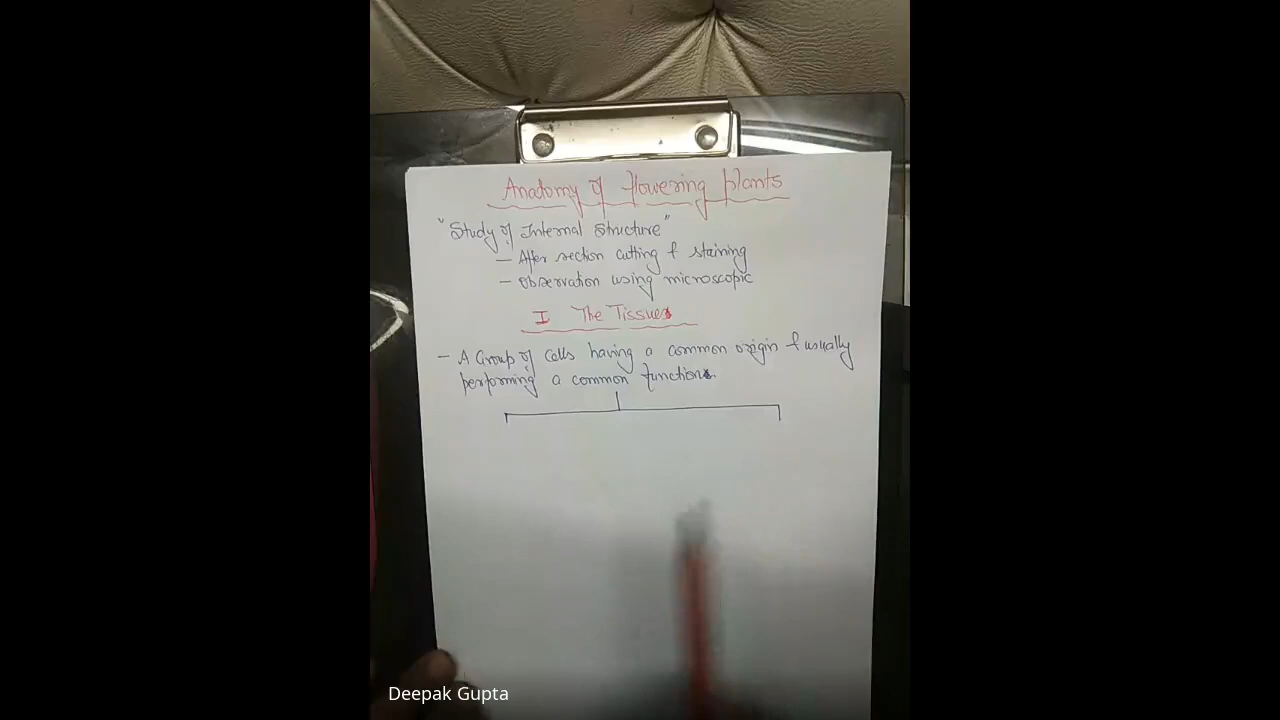 Anatomy of flowering plants
"Study of Internal Structure"
- After section cutting & staining
- Observation using microscopic
I The Tissues
- A Group of cells having a common origin & usually
performing a common functions.
Deepak Gupta